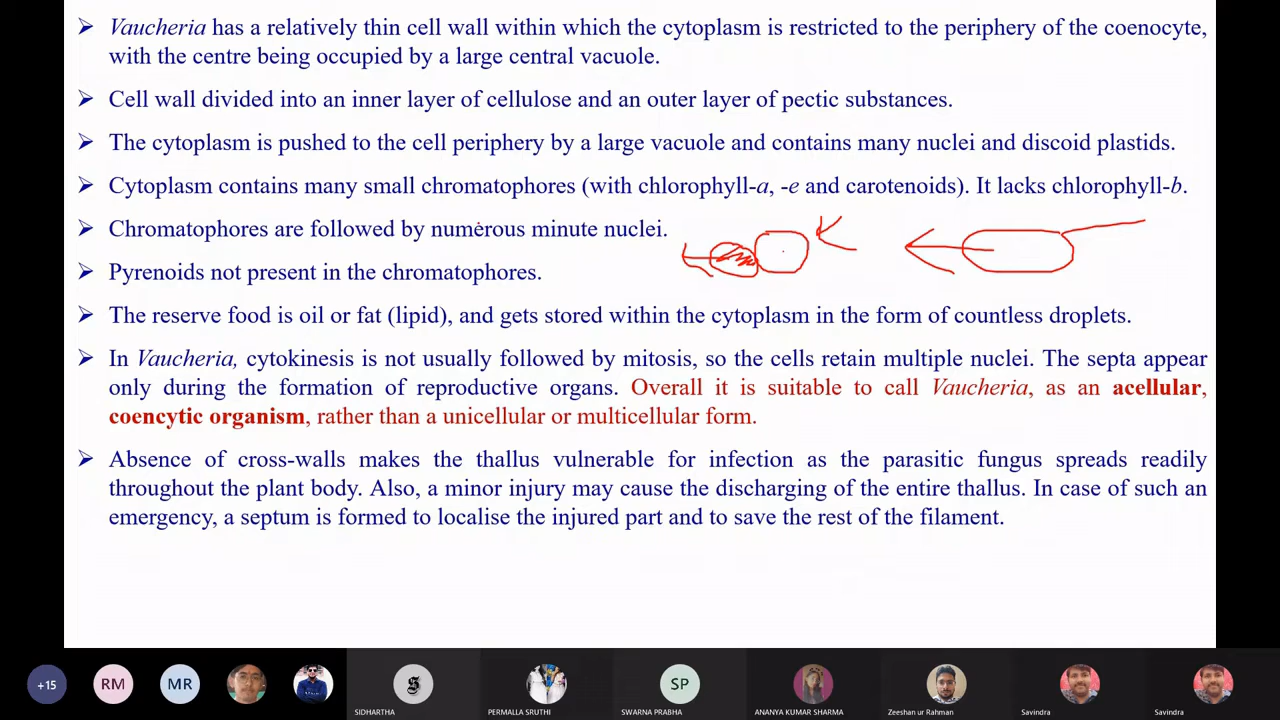 ➢ Vaucheria has a relatively thin cell wall within which the cytoplasm is restricted to the periphery of the coenocyte,
with the centre being occupied by a large central vacuole.
➢ Cell wall divided into an inner layer of cellulose and an outer layer of pectic substances.
➢ The cytoplasm is pushed to the cell periphery by a large vacuole and contains many nuclei and discoid plastids.
➢ Cytoplasm contains many small chromatophores (with chlorophyll-a, -e and carotenoids). It lacks chlorophyll-b.
➢ Chromatophores are followed by numerous minute nuclei.
➢ Pyrenoids not present in the chromatophores.
➢ The reserve food is oil or fat (lipid), and gets stored within the cytoplasm in the form of countless droplets.
➢ In Vaucheria, cytokinesis is not usually followed by mitosis, so the cells retain multiple nuclei. The septa appear
only during the formation of reproductive organs. Overall it is suitable to call Vaucheria, as an acellular,
coencytic organism, rather than a unicellular or multicellular form.
➢ Absence of cross-walls makes the thallus vulnerable for infection as the parasitic fungus spreads readily
throughout the plant body. Also, a minor injury may cause the discharging of the entire thallus. In case of such an
emergency, a septum is formed to localise the injured part and to save the rest of the filament.
+15 RM MR S SP
SIDHARTHA PERMALLA SRUTHI SWARNA PRABHA ANANYA KUMAR SHARMA Zeeshan ur Rahman Savindra Savindra